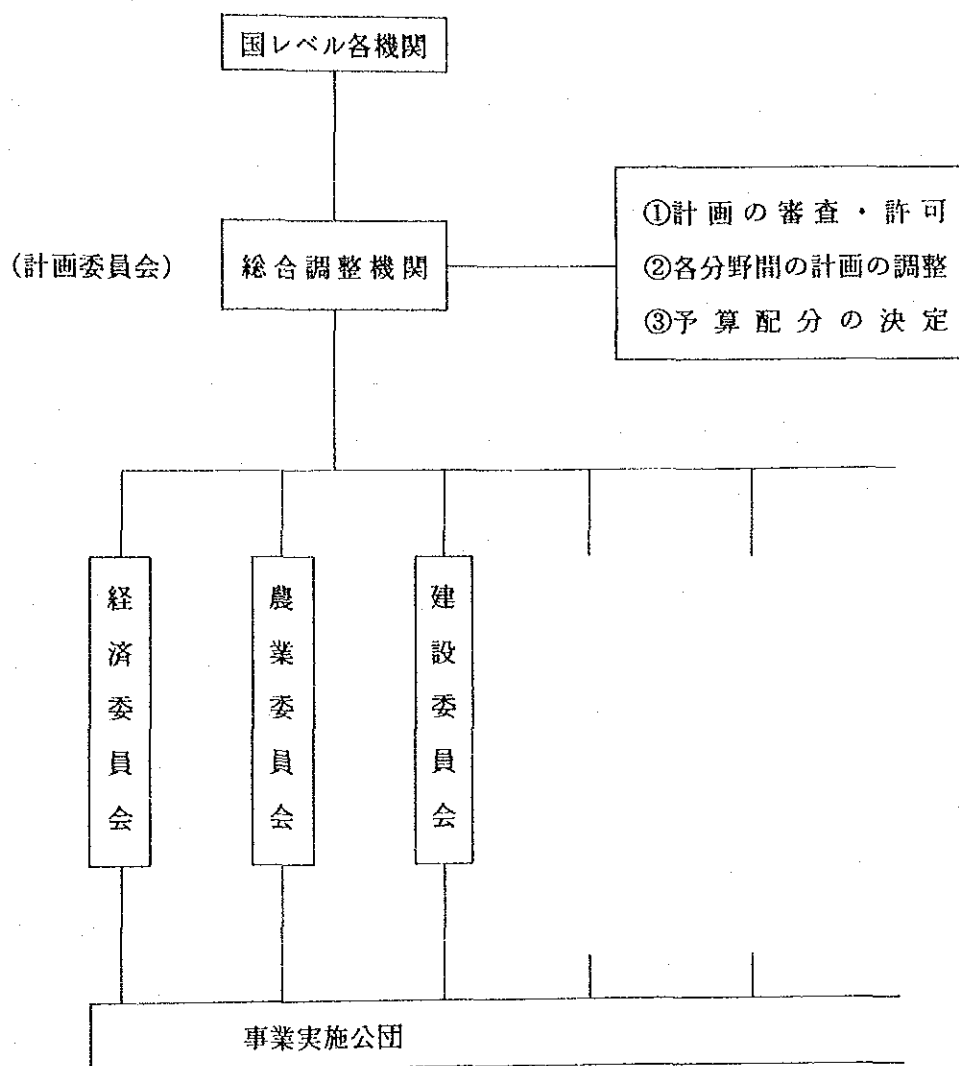 国レベル各機関
(計画委員会)
総合調整機関
①計画の審査・許可
②各分野間の計画の調整
③予算配分の決定
経済委員会
農業委員会
建設委員会
事業実施公団